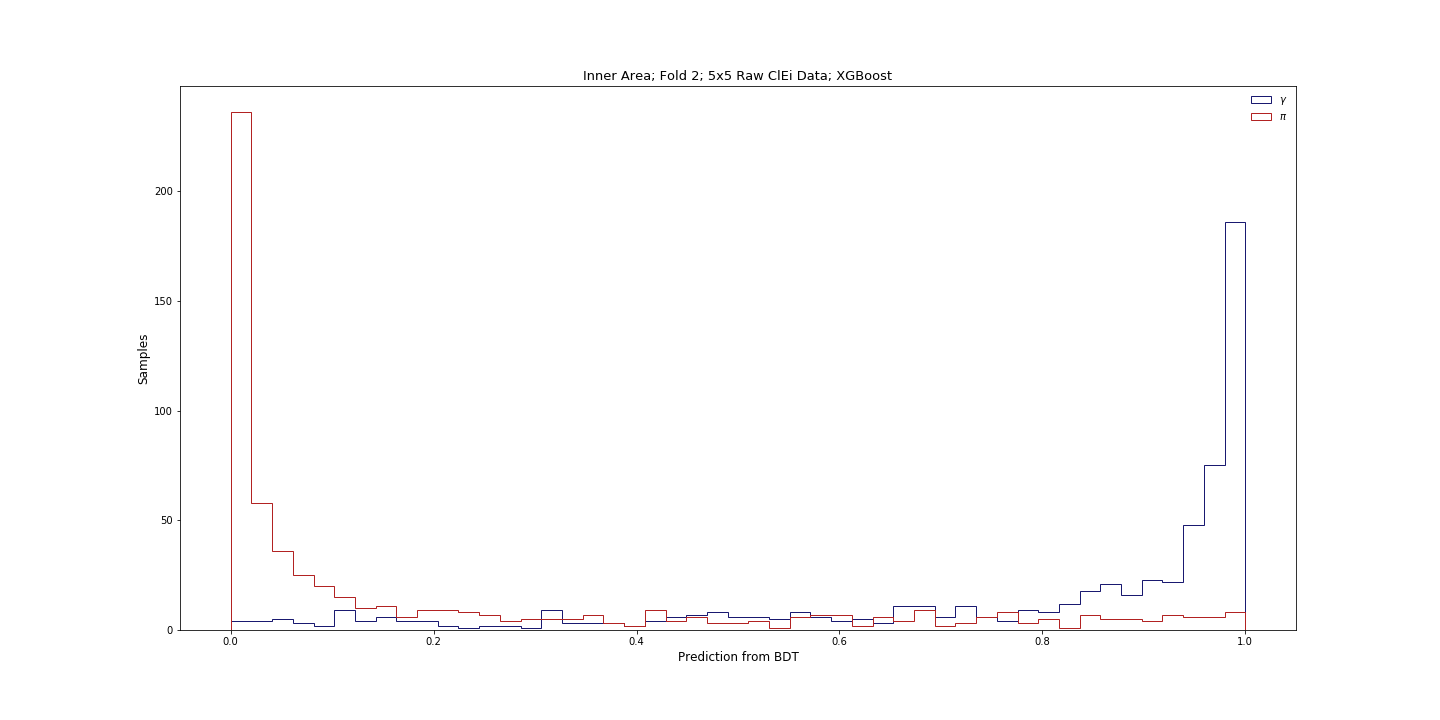 Inner Area; Fold 2; 5x5 Raw ClEi Data; XGBoost
γ
π
200
150
100
50
0
Samples
0.0 0.2 0.4 0.6 0.8 1.0
Prediction from BDT